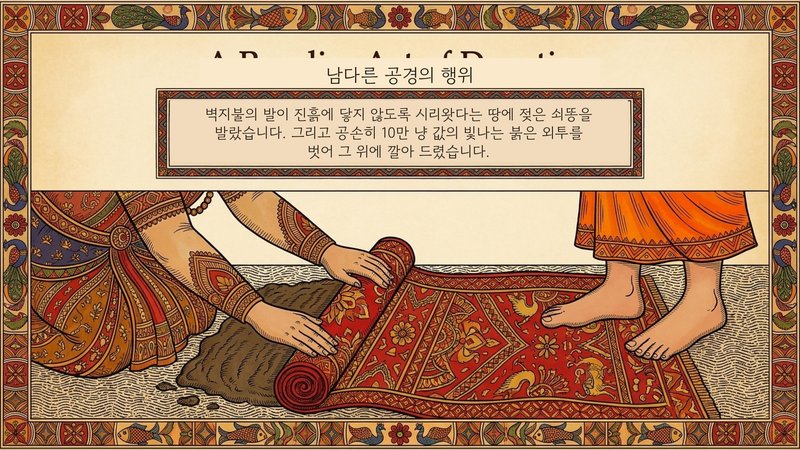 남다른 공경의 행위
벽지불의 발이 진흙에 닿지 않도록 시리왓다는 땅에 젖은 쇠똥을
발랐습니다. 그리고 공손히 10만 냥 값의 빛나는 붉은 외투를
벗어 그 위에 깔아 드렸습니다.